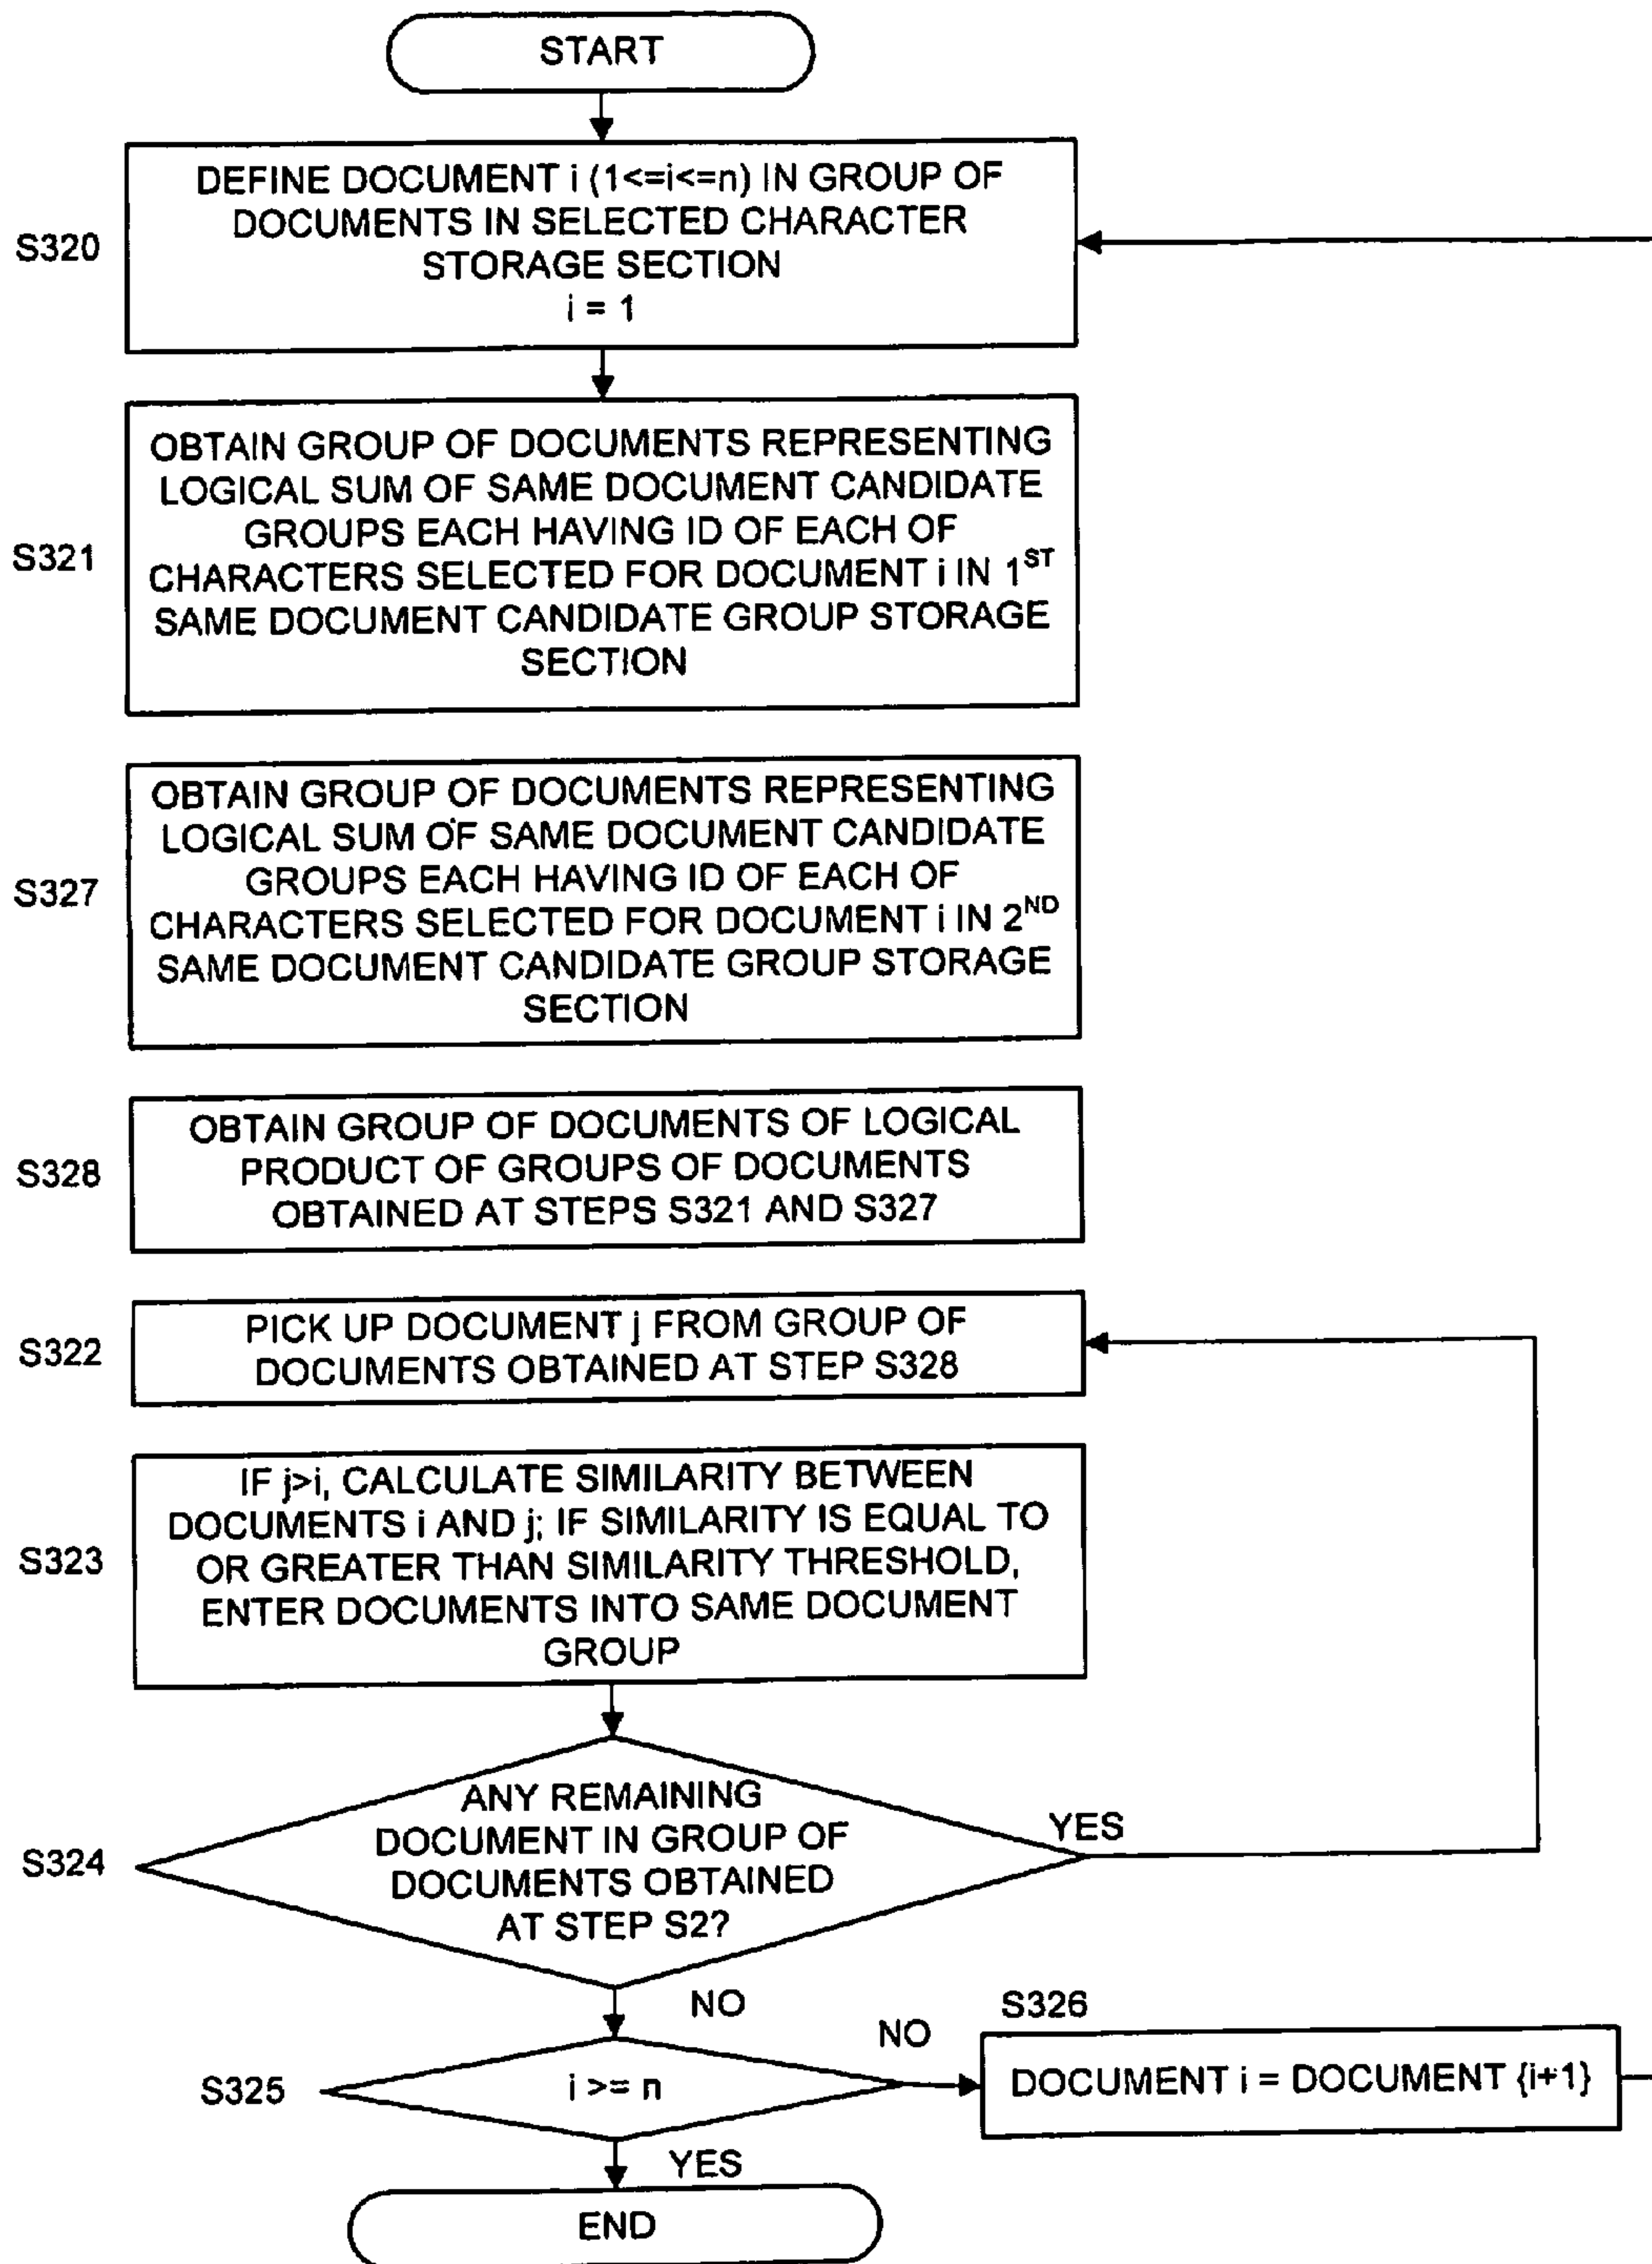 START
S320
DEFINE DOCUMENT i (1<=i<=n) IN GROUP OF
DOCUMENTS IN SELECTED CHARACTER
STORAGE SECTION
i = 1
S321
OBTAIN GROUP OF DOCUMENTS REPRESENTING
LOGICAL SUM OF SAME DOCUMENT CANDIDATE
GROUPS EACH HAVING ID OF EACH OF
CHARACTERS SELECTED FOR DOCUMENT i IN 1ST
SAME DOCUMENT CANDIDATE GROUP STORAGE
SECTION
S327
OBTAIN GROUP OF DOCUMENTS REPRESENTING
LOGICAL SUM OF SAME DOCUMENT CANDIDATE
GROUPS EACH HAVING ID OF EACH OF
CHARACTERS SELECTED FOR DOCUMENT i IN 2ND
SAME DOCUMENT CANDIDATE GROUP STORAGE
SECTION
S328
OBTAIN GROUP OF DOCUMENTS OF LOGICAL
PRODUCT OF GROUPS OF DOCUMENTS
OBTAINED AT STEPS S321 AND S327
S322
PICK UP DOCUMENT j FROM GROUP OF
DOCUMENTS OBTAINED AT STEP S328
S323
IF j>i, CALCULATE SIMILARITY BETWEEN
DOCUMENTS i AND j; IF SIMILARITY IS EQUAL TO
OR GREATER THAN SIMILARITY THRESHOLD,
ENTER DOCUMENTS INTO SAME DOCUMENT
GROUP
S324
ANY REMAINING
DOCUMENT IN GROUP OF
DOCUMENTS OBTAINED
AT STEP S2?
YES
NO
S325
i >= n
NO
S326
DOCUMENT i = DOCUMENT {i+1}
YES
END